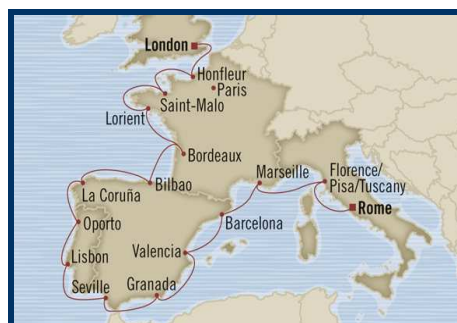 London
Honfleur
Paris
Saint-Malo
Lorient
Bordeaux
Marseille
Florence/
Pisa/Tuscany
Bilbao
La Coruña
Rome
Oporto
Barcelona
Valencia
Lisbon
Seville
Granada